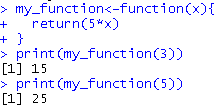 > my_function<-function(x){
+   return(5*x)
+ }
> print(my_function(3))
[1] 15
> print(my_function(5))
[1] 25